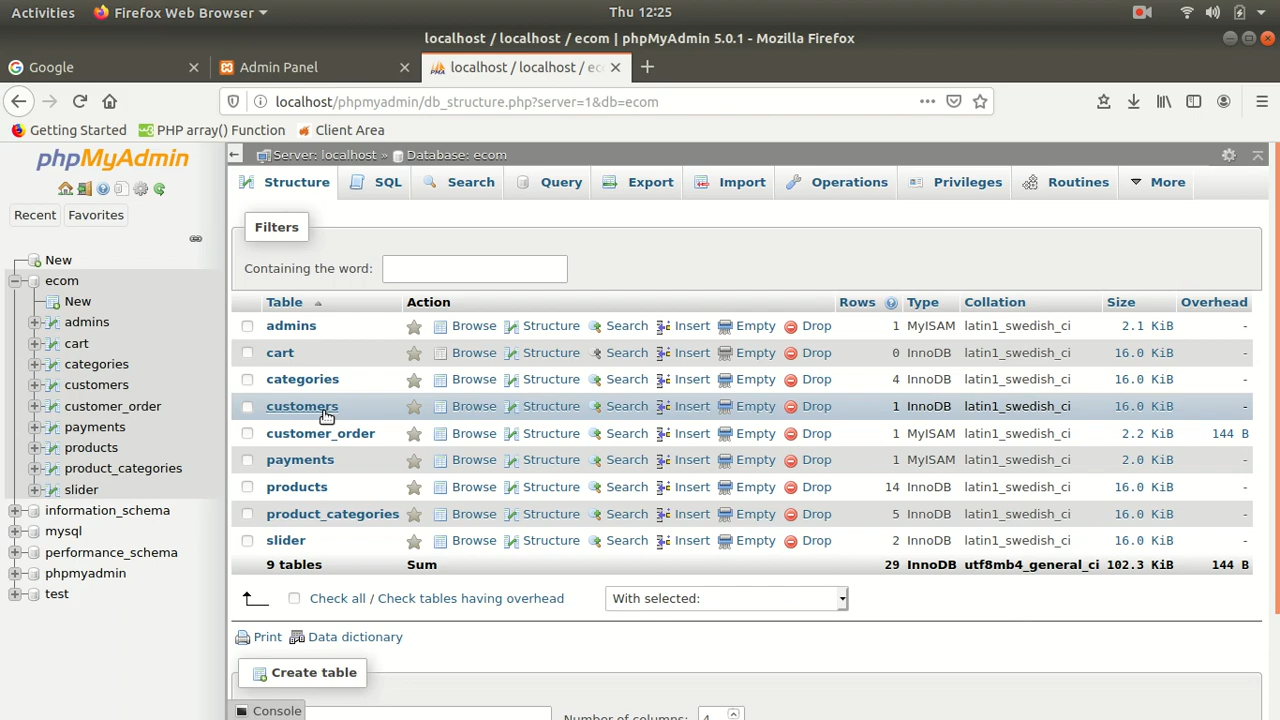 Activities Firefox Web Browser Thu 12:25
localhost / localhost / ecom | phpMyAdmin 5.0.1 - Mozilla Firefox
Google Admin Panel localhost / localhost / ec
localhost/phpmyadmin/db_structure.php?server=1&db=ecom
Getting Started PHP array() Function Client Area
phpMyAdmin
Recent Favorites
New
ecom
New
admins
cart
categories
customers
customer_order
payments
products
product_categories
slider
information_schema
mysql
performance_schema
phpmyadmin
test
Server: localhost » Database: ecom
Structure SQL Search Query Export Import Operations Privileges Routines More
Filters
Containing the word:
Table Action Rows Type Collation Size Overhead
admins Browse Structure Search Insert Empty Drop 1 MyISAM latin1_swedish_ci 2.1 KiB -
cart Browse Structure Search Insert Empty Drop 0 InnoDB latin1_swedish_ci 16.0 KiB -
categories Browse Structure Search Insert Empty Drop 4 InnoDB latin1_swedish_ci 16.0 KiB -
customers Browse Structure Search Insert Empty Drop 1 InnoDB latin1_swedish_ci 16.0 KiB -
customer_order Browse Structure Search Insert Empty Drop 1 MyISAM latin1_swedish_ci 2.2 KiB 144 B
payments Browse Structure Search Insert Empty Drop 1 MyISAM latin1_swedish_ci 2.0 KiB -
products Browse Structure Search Insert Empty Drop 14 InnoDB latin1_swedish_ci 16.0 KiB -
product_categories Browse Structure Search Insert Empty Drop 5 InnoDB latin1_swedish_ci 16.0 KiB -
slider Browse Structure Search Insert Empty Drop 2 InnoDB latin1_swedish_ci 16.0 KiB -
9 tables Sum 29 InnoDB utf8mb4_general_ci 102.3 KiB 144 B
Check all / Check tables having overhead With selected:
Print Data dictionary
Create table
Console Number of columns: 4